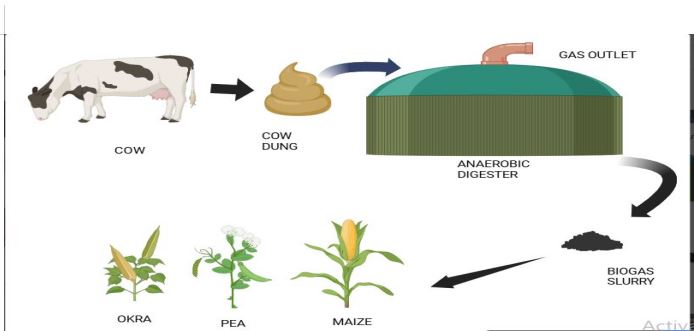 GAS OUTLET
COW
COW
DUNG
ANAEROBIC
DIGESTER
BIOGAS
SLURRY
OKRA
PEA
MAIZE